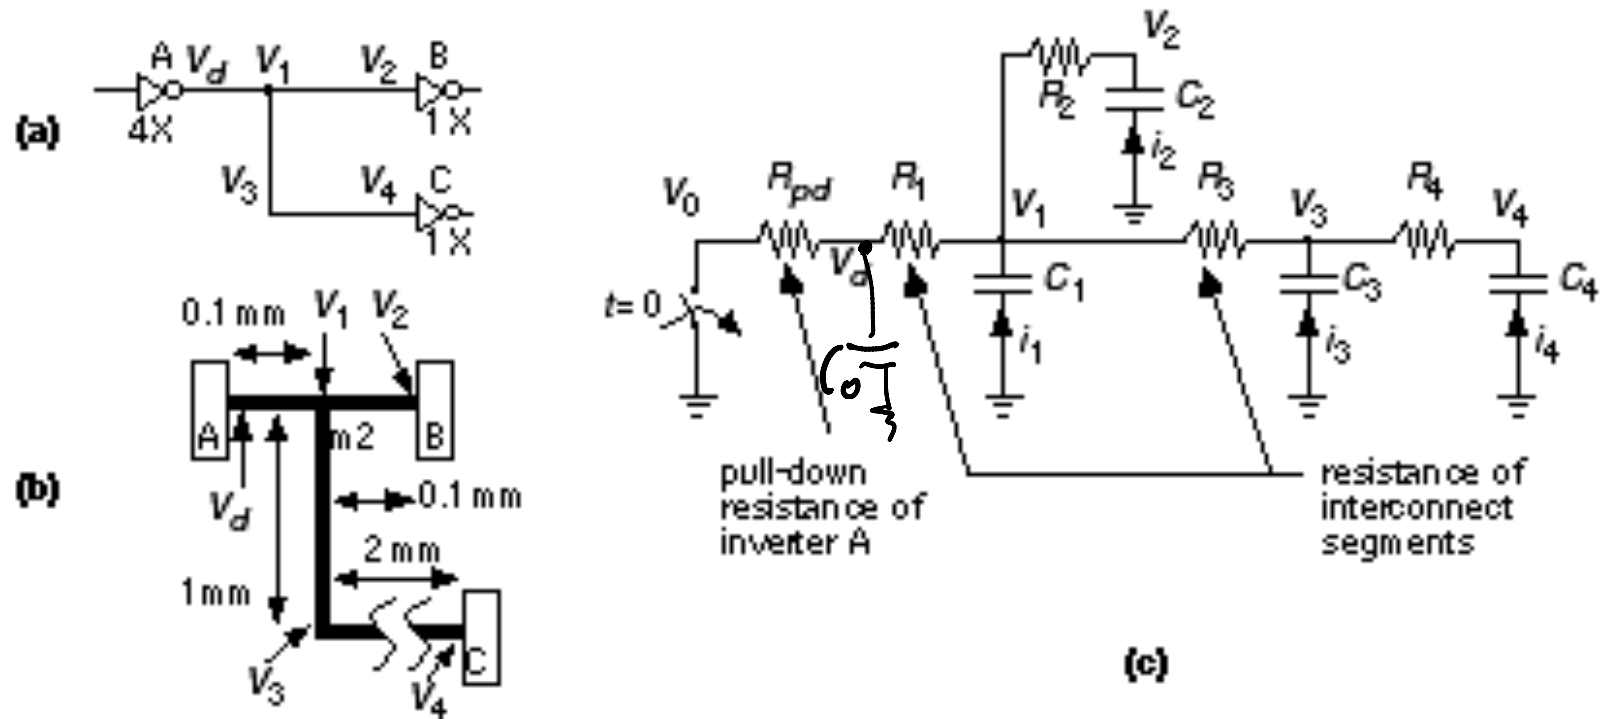 (a)
A V_d V_1 V_2 B
4X 1X
V_3 V_4 C
1X
(b)
0.1 mm V_1 V_2
A m2 B
V_d 0.1 mm
2 mm
1mm
V_3 V_4 C
(c)
V_2
R_2 C_2
i_2
V_0 R_pd R_1 V_1 R_3 V_3 R_4 V_4
V_d C_1 C_3 C_4
t=0 i_1 i_3 i_4
C0
pull-down
resistance of
inverter A
resistance of
interconnect
segments